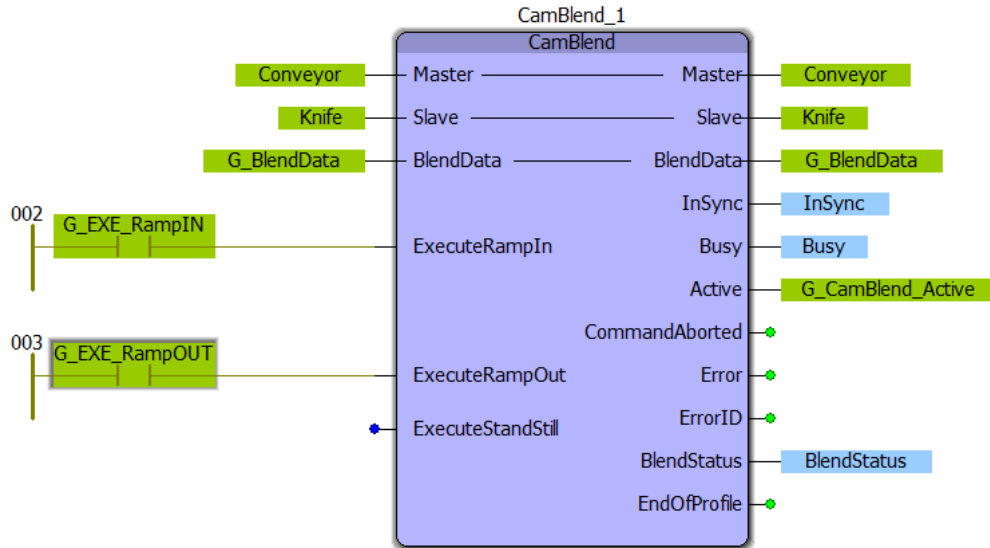 CamBlend_1
CamBlend
Conveyor Master Master Conveyor
Knife Slave Slave Knife
G_BlendData BlendData BlendData G_BlendData
InSync InSync
002 G_EXE_RampIN ExecuteRampIn Busy Busy
Active G_CamBlend_Active
CommandAborted
003 G_EXE_RampOUT ExecuteRampOut Error
ExecuteStandStill ErrorID
BlendStatus BlendStatus
EndOfProfile